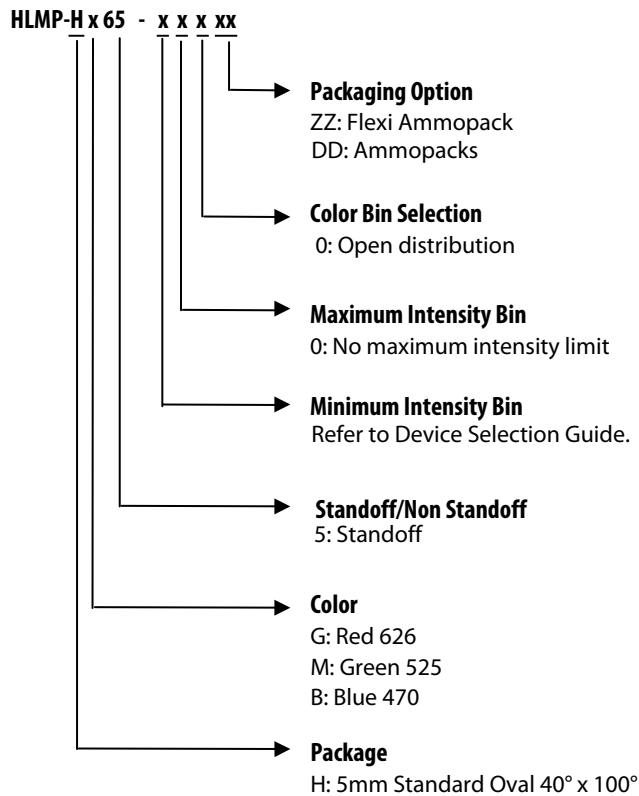 HLMP-H x 65 - x x x xx
Packaging Option
ZZ: Flexi Ammopack
DD: Ammopacks
Color Bin Selection
0: Open distribution
Maximum Intensity Bin
0: No maximum intensity limit
Minimum Intensity Bin
Refer to Device Selection Guide.
Standoff/Non Standoff
5: Standoff
Color
G: Red 626
M: Green 525
B: Blue 470
Package
H: 5mm Standard Oval 40° x 100°